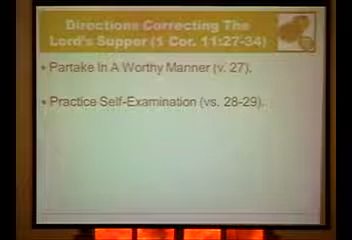 Directions Correcting The
Lord's Supper (1 Cor. 11:27-34)
• Partake In A Worthy Manner (v. 27).
• Practice Self-Examination (vs. 28-29).